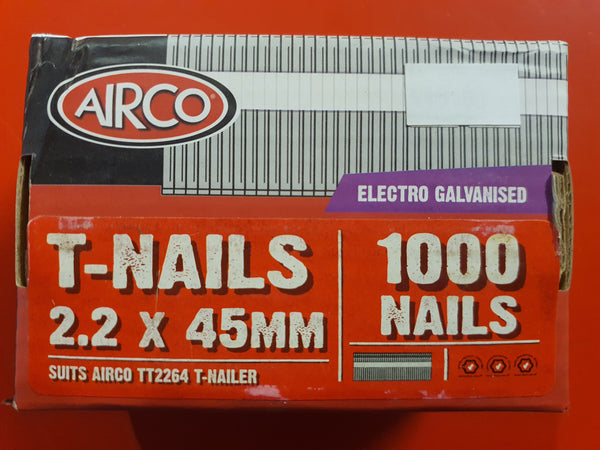 AIRCO®
ELECTRO GALVANISED
T-NAILS
2.2 X 45MM
SUITS AIRCO TT2264 T-NAILER
1000
NAILS